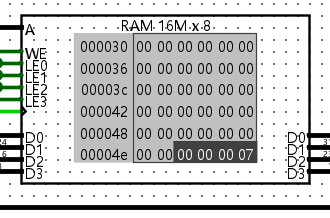 RAM 16M x 8
A
000030 00 00 00 00 00 00
WE
LE0
000036 00 00 00 00 00 00
LE1
00003c 00 00 00 00 00 00
LE2
LE3
000042 00 00 00 00 00 00
000048 00 00 00 00 00 00
D0 D0
00004e 00 00 00 00 00 07
D1 D1
D2 D2
D3 D3